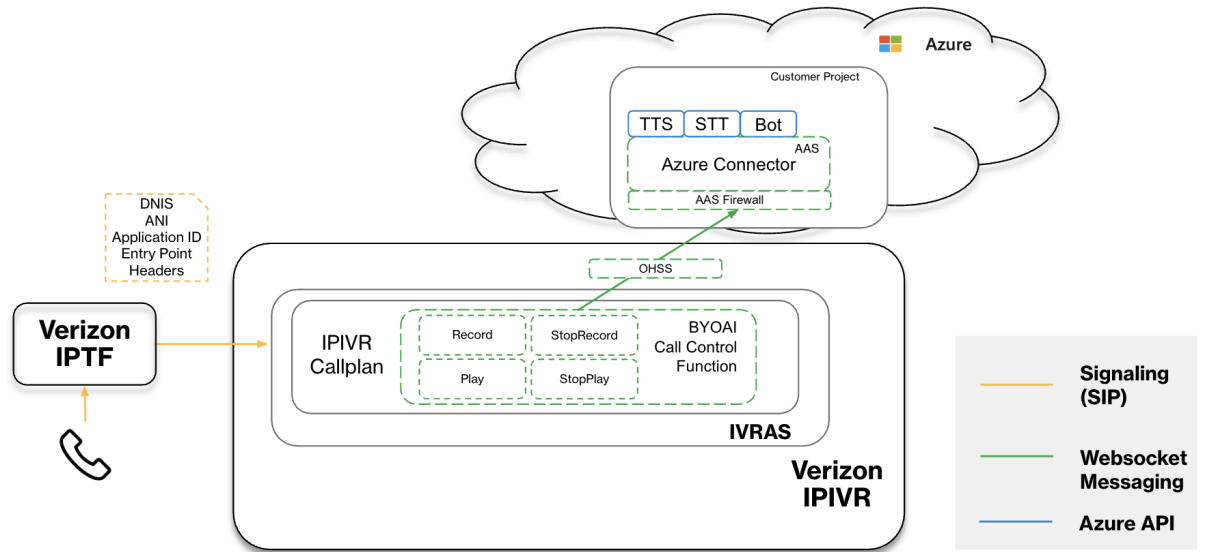 Azure
Customer Project
TTS
STT
Bot
AAS
Azure Connector
AAS Firewall
DNIS
ANI
Application ID
Entry Point
Headers
OHSS
Verizon
IPTF
IPIVR
Callplan
Record
StopRecord
Play
StopPlay
BYOAI
Call Control
Function
IVRAS
Verizon
IPIVR
Signaling
(SIP)
Websocket
Messaging
Azure API